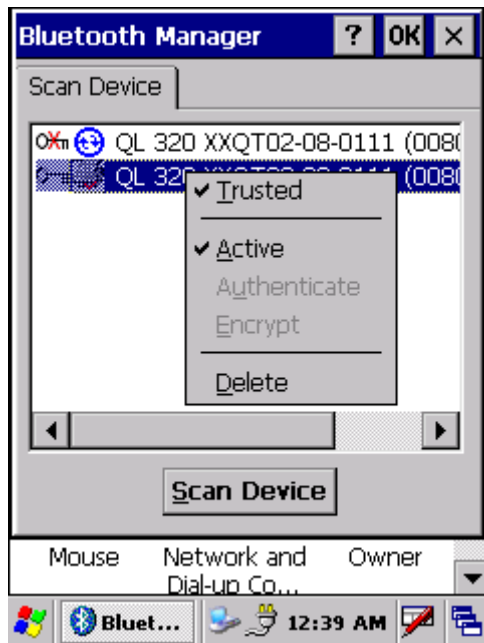 Bluetooth Manager ? OK ×
Scan Device
QL 320 XXQT02-08-0111 (008
QL 320 (008
Trusted
Active
Authenticate
Encrypt
Delete
Scan Device
Mouse Network and Owner
Dial-up Co...
Bluet... 12:39 AM